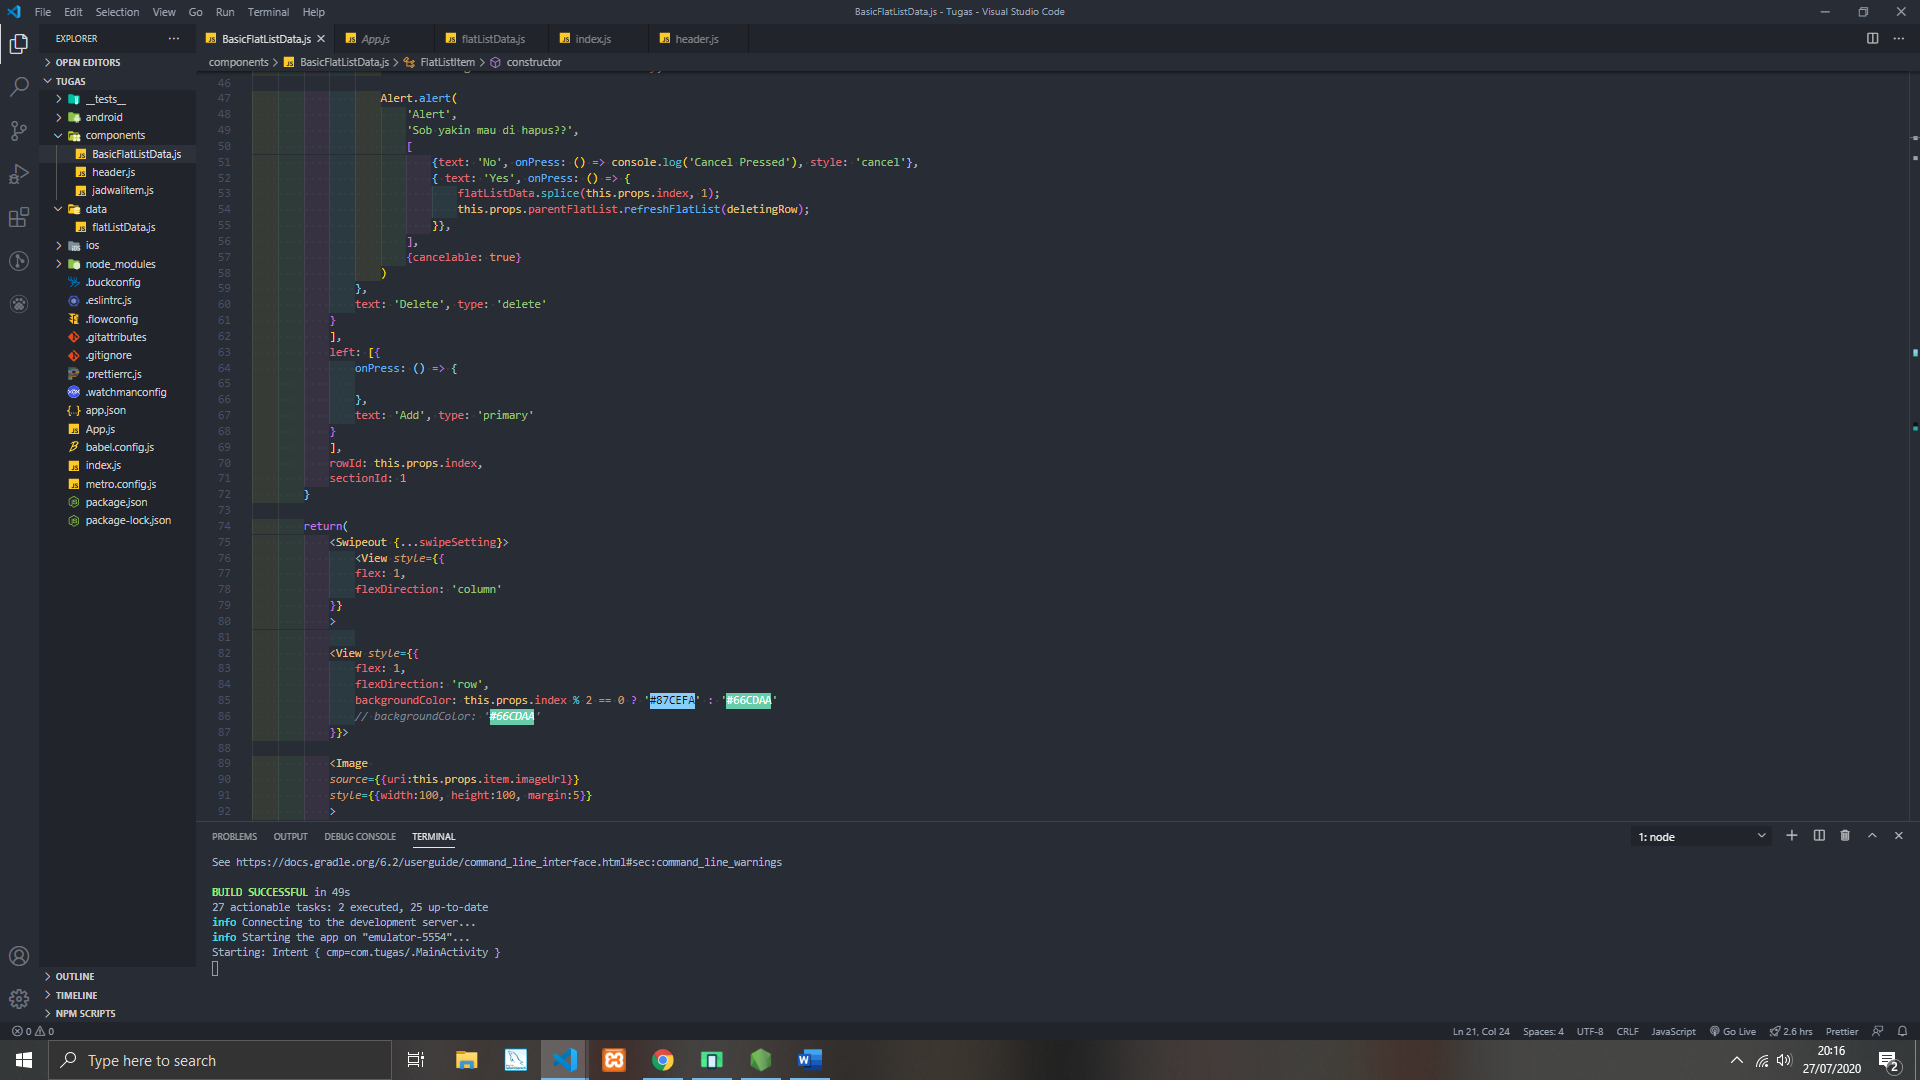 File Edit Selection View Go Run Terminal Help
BasicFlatListData.js - Tugas - Visual Studio Code
EXPLORER
BasicFlatListData.js
App.js
flatListData.js
index.js
header.js
components > BasicFlatListData.js > FlatListItem > constructor
OPEN EDITORS
TUGAS
__tests__
android
components
BasicFlatListData.js
header.js
jadwalitem.js
data
flatListData.js
ios
node_modules
.buckconfig
.eslintrc.js
.flowconfig
.gitattributes
.gitignore
.prettierrc.js
.watchmanconfig
app.json
App.js
babel.config.js
index.js
metro.config.js
package.json
package-lock.json
OUTLINE
TIMELINE
NPM SCRIPTS
46
47 Alert.alert(
48 'Alert',
49 'Sob yakin mau di hapus??',
50 [
51 {text: 'No', onPress: () => console.log('Cancel Pressed'), style: 'cancel'},
52 { text: 'Yes', onPress: () => {
53 flatListData.splice(this.props.index, 1);
54 this.props.parentFlatList.refreshFlatList(deletingRow);
55 }},
56 ],
57 {cancelable: true}
58 )
59 },
60 text: 'Delete', type: 'delete'
61 }
62 ],
63 left: [{
64 onPress: () => {
65
66 },
67 text: 'Add', type: 'primary'
68 }
69 ],
70 rowId: this.props.index,
71 sectionId: 1
72 }
73
74 return(
75 <Swipeout {...swipeSetting}>
76 <View style={{
77 flex: 1,
78 flexDirection: 'column'
79 }}
80 >
81
82 <View style={{
83 flex: 1,
84 flexDirection: 'row',
85 backgroundColor: this.props.index % 2 == 0 ? '#87CEFA' : '#66CDAA'
86 // backgroundColor: '#66CDAA'
87 }}>
88
89 <Image
90 source={{uri:this.props.item.imageUrl}}
91 style={{width:100, height:100, margin:5}}
92 >
PROBLEMS OUTPUT DEBUG CONSOLE TERMINAL
1: node
See https://docs.gradle.org/6.2/userguide/command_line_interface.html#sec:command_line_warnings
BUILD SUCCESSFUL in 49s
27 actionable tasks: 2 executed, 25 up-to-date
info Connecting to the development server...
info Starting the app on "emulator-5554"...
Starting: Intent { cmp=com.tugas/.MainActivity }
0 0
Ln 21, Col 24 Spaces: 4 UTF-8 CRLF JavaScript Go Live 2.6 hrs Prettier
Type here to search
20:16
27/07/2020
2